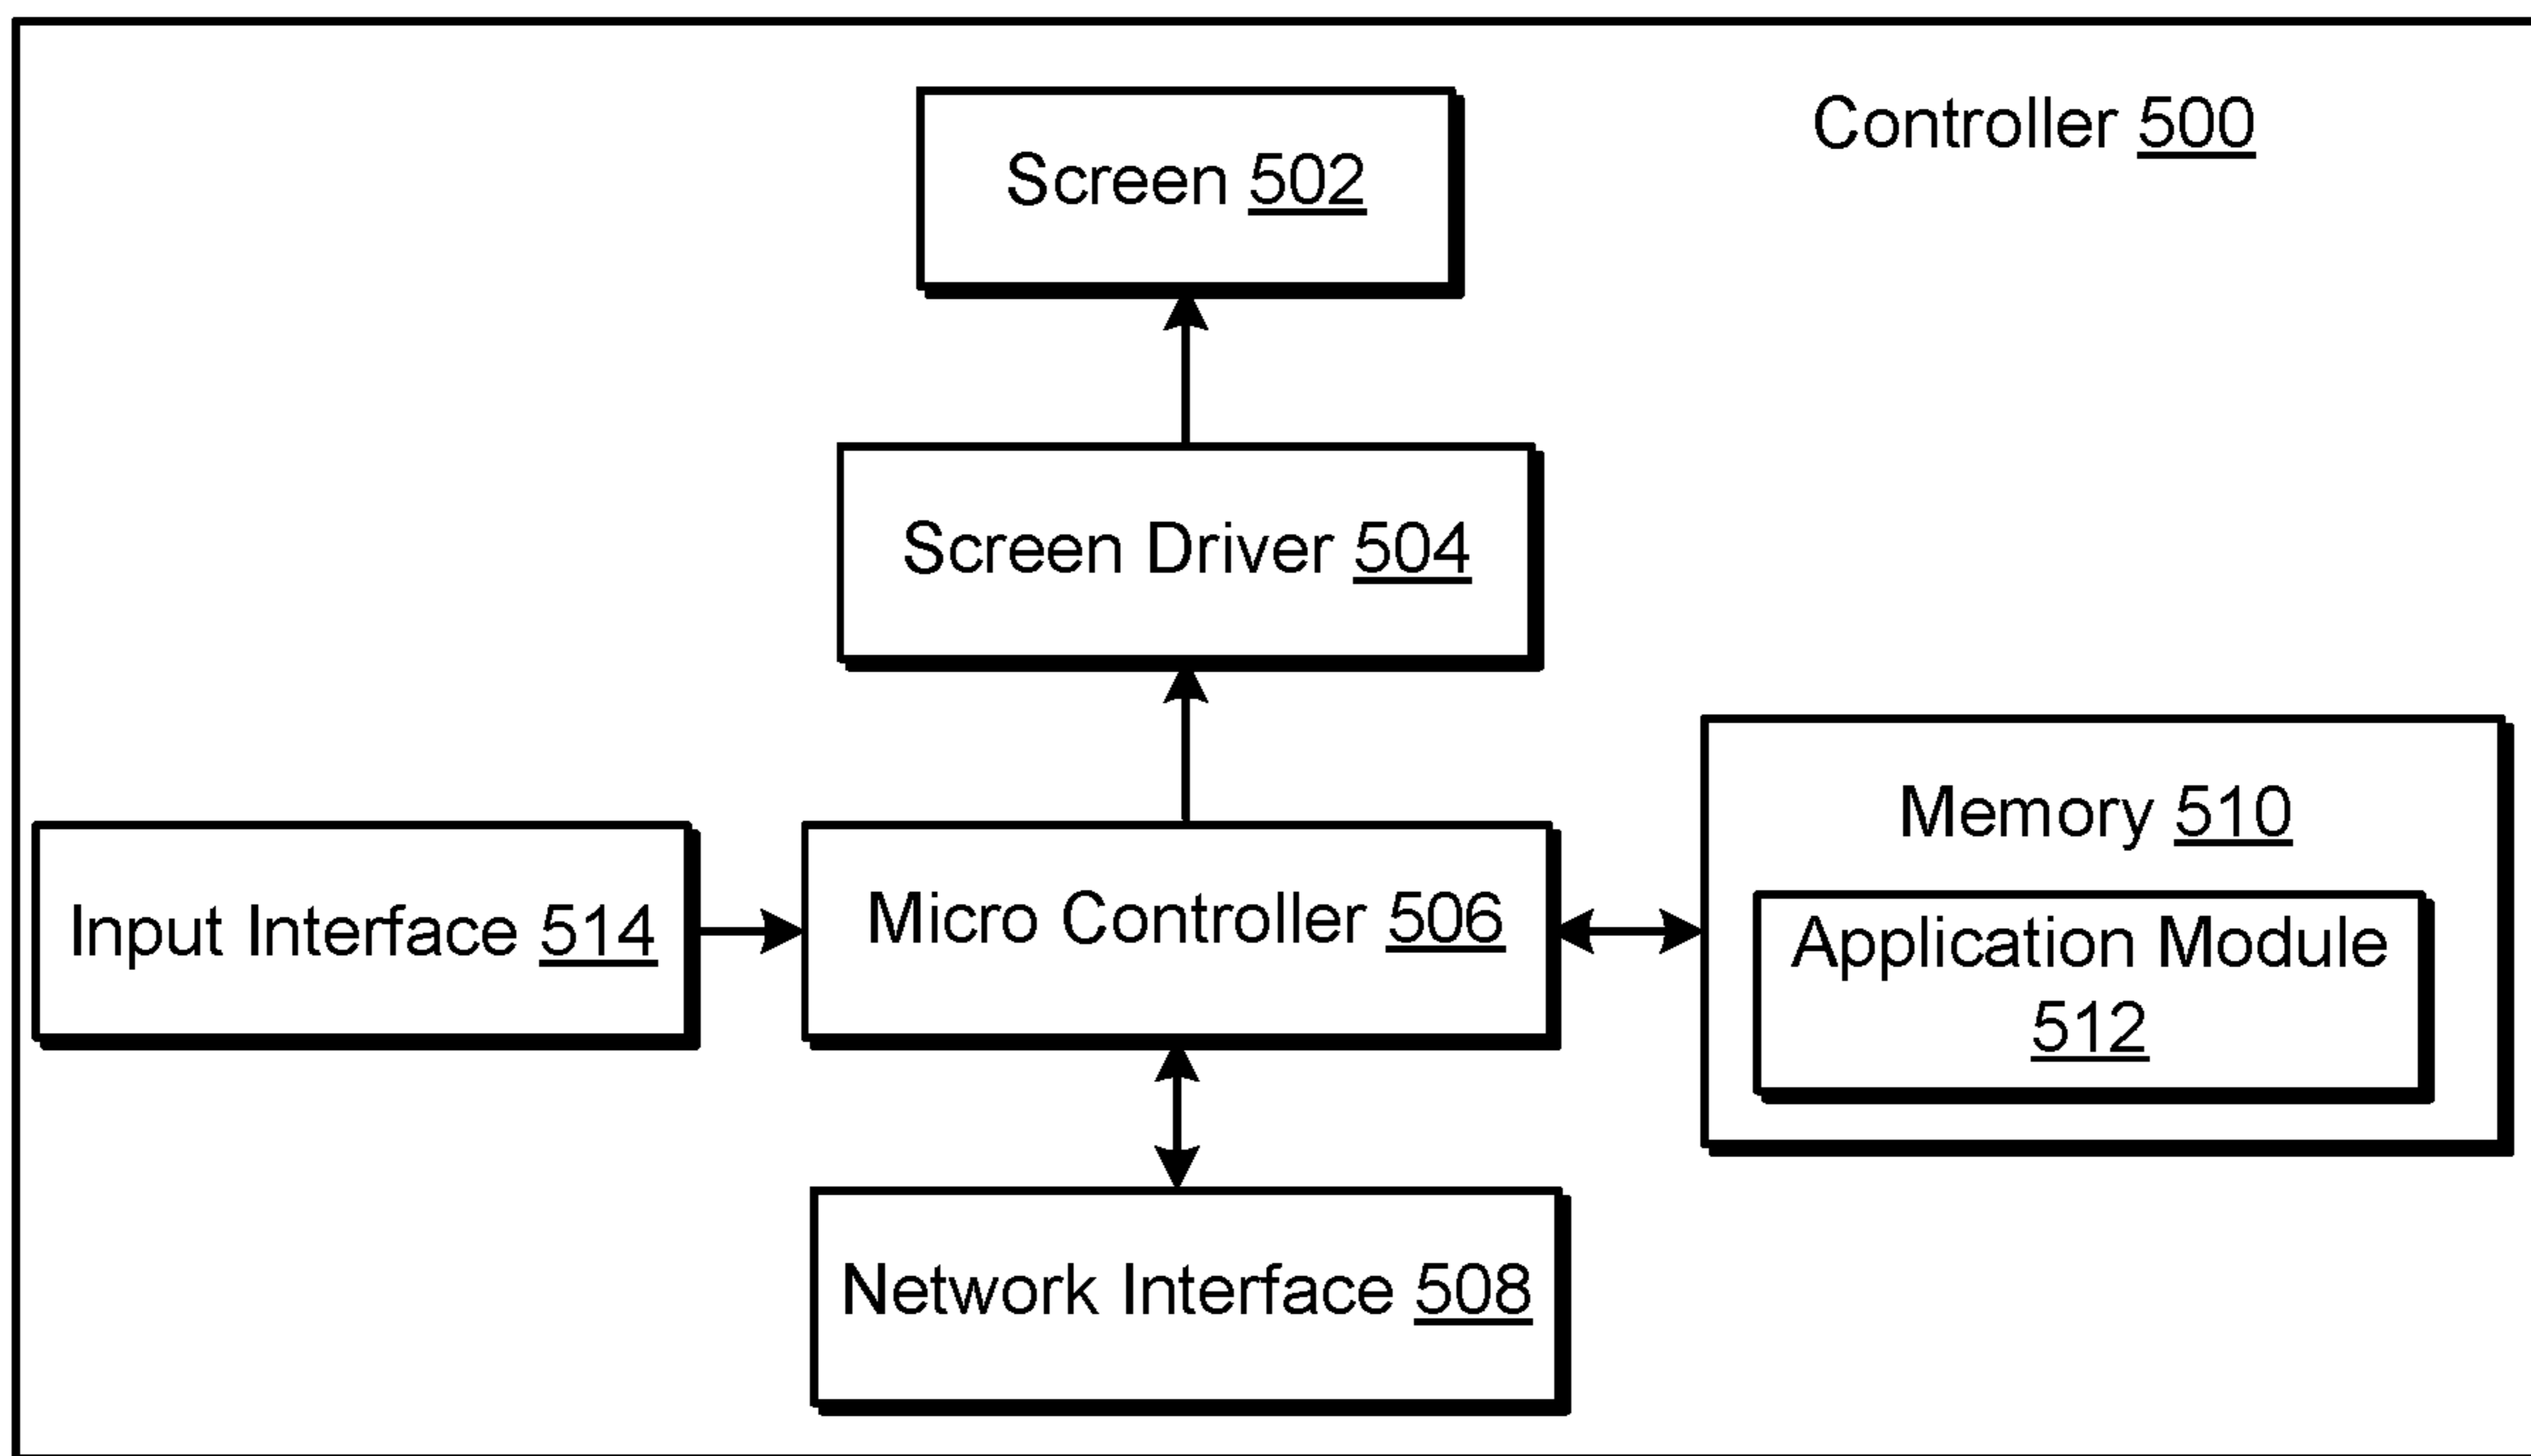 Controller 500
Screen 502
Screen Driver 504
Memory 510
Input Interface 514
Micro Controller 506
Application Module
512
Network Interface 508